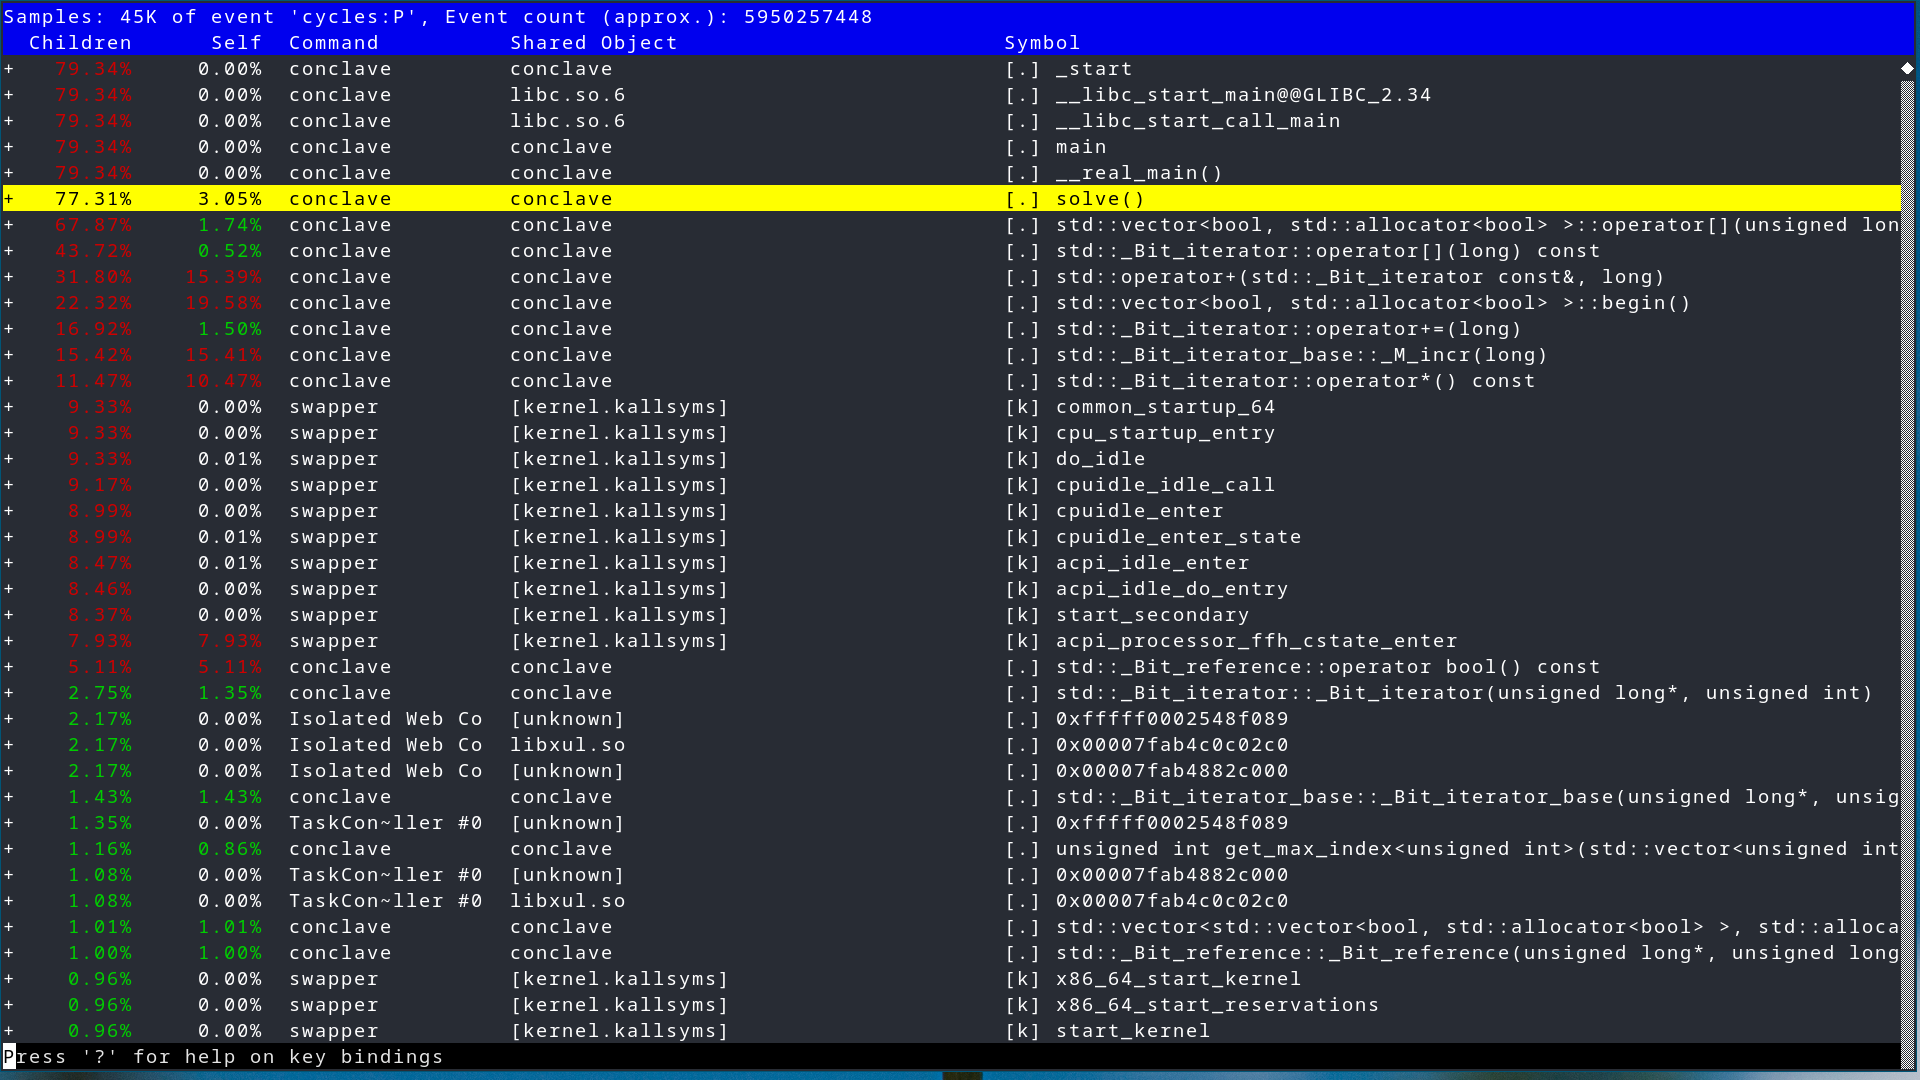 Samples: 45K of event 'cycles:P', Event count (approx.): 5950257448
Children Self Command Shared Object Symbol
+ 79.34% 0.00% conclave conclave [.] _start
+ 79.34% 0.00% conclave libc.so.6 [.] __libc_start_main@@GLIBC_2.34
+ 79.34% 0.00% conclave libc.so.6 [.] __libc_start_call_main
+ 79.34% 0.00% conclave conclave [.] main
+ 79.34% 0.00% conclave conclave [.] __real_main()
+ 77.31% 3.05% conclave conclave [.] solve()
+ 67.87% 1.74% conclave conclave [.] std::vector<bool, std::allocator<bool> >::operator[](unsigned lon
+ 43.72% 0.52% conclave conclave [.] std::_Bit_iterator::operator[](long) const
+ 31.80% 15.39% conclave conclave [.] std::operator+(std::_Bit_iterator const&, long)
+ 22.32% 19.58% conclave conclave [.] std::vector<bool, std::allocator<bool> >::begin()
+ 16.92% 1.50% conclave conclave [.] std::_Bit_iterator::operator+=(long)
+ 15.42% 15.41% conclave conclave [.] std::_Bit_iterator_base::_M_incr(long)
+ 11.47% 10.47% conclave conclave [.] std::_Bit_iterator::operator*() const
+ 9.33% 0.00% swapper [kernel.kallsyms] [k] common_startup_64
+ 9.33% 0.00% swapper [kernel.kallsyms] [k] cpu_startup_entry
+ 9.33% 0.01% swapper [kernel.kallsyms] [k] do_idle
+ 9.17% 0.00% swapper [kernel.kallsyms] [k] cpuidle_idle_call
+ 8.99% 0.00% swapper [kernel.kallsyms] [k] cpuidle_enter
+ 8.99% 0.01% swapper [kernel.kallsyms] [k] cpuidle_enter_state
+ 8.47% 0.01% swapper [kernel.kallsyms] [k] acpi_idle_enter
+ 8.46% 0.00% swapper [kernel.kallsyms] [k] acpi_idle_do_entry
+ 8.37% 0.00% swapper [kernel.kallsyms] [k] start_secondary
+ 7.93% 7.93% swapper [kernel.kallsyms] [k] acpi_processor_ffh_cstate_enter
+ 5.11% 5.11% conclave conclave [.] std::_Bit_reference::operator bool() const
+ 2.75% 1.35% conclave conclave [.] std::_Bit_iterator::_Bit_iterator(unsigned long*, unsigned int)
+ 2.17% 0.00% Isolated Web Co [unknown] [.] 0xfffff0002548f089
+ 2.17% 0.00% Isolated Web Co libxul.so [.] 0x00007fab4c0c02c0
+ 2.17% 0.00% Isolated Web Co [unknown] [.] 0x00007fab4882c000
+ 1.43% 1.43% conclave conclave [.] std::_Bit_iterator_base::_Bit_iterator_base(unsigned long*, unsig
+ 1.35% 0.00% TaskCon~ller #0 [unknown] [.] 0xfffff0002548f089
+ 1.16% 0.86% conclave conclave [.] unsigned int get_max_index<unsigned int>(std::vector<unsigned int
+ 1.08% 0.00% TaskCon~ller #0 [unknown] [.] 0x00007fab4882c000
+ 1.08% 0.00% TaskCon~ller #0 libxul.so [.] 0x00007fab4c0c02c0
+ 1.01% 1.01% conclave conclave [.] std::vector<std::vector<bool, std::allocator<bool> >, std::alloca
+ 1.00% 1.00% conclave conclave [.] std::_Bit_reference::_Bit_reference(unsigned long*, unsigned long
+ 0.96% 0.00% swapper [kernel.kallsyms] [k] x86_64_start_kernel
+ 0.96% 0.00% swapper [kernel.kallsyms] [k] x86_64_start_reservations
+ 0.96% 0.00% swapper [kernel.kallsyms] [k] start_kernel
Press '?' for help on key bindings